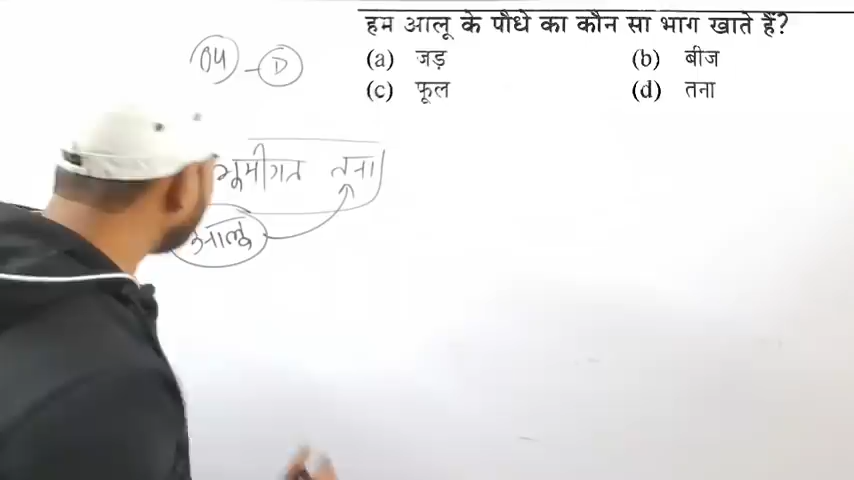 हम आलू के पौधे का कौन सा भाग खाते हैं?
(a) जड़ (b) बीज
(c) फूल (d) तना
04 - D
भूमीगत तना
आलू